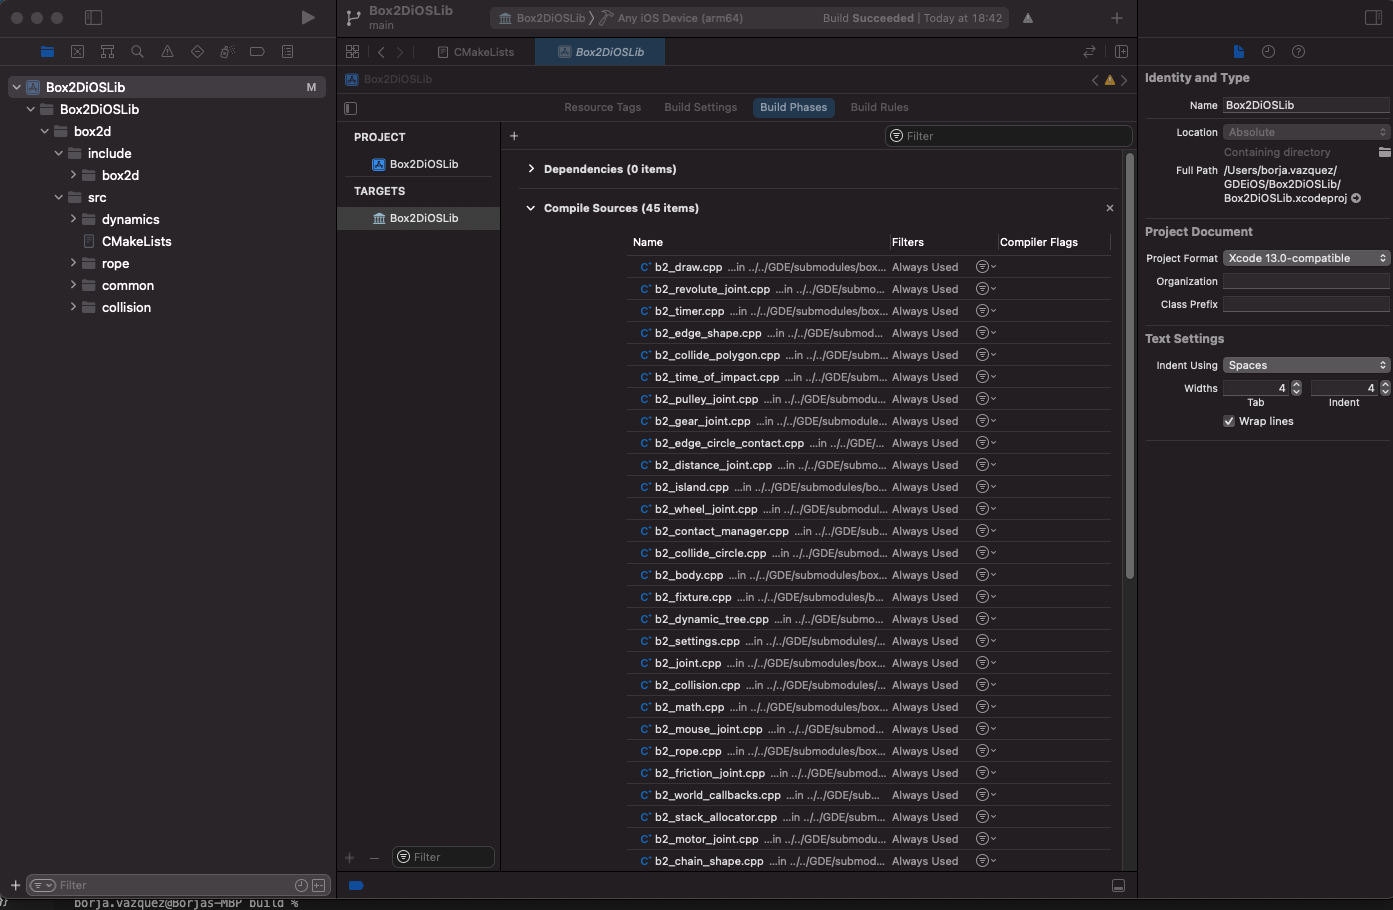 Box2DiOSLib
main
Box2DiOSLib
Any iOS Device (arm64)
Build Succeeded | Today at 18:42
CMakeLists
Box2DiOSLib
Box2DiOSLib
M
Box2DiOSLib
box2d
include
box2d
src
dynamics
CMakeLists
rope
common
collision
Filter
Box2DiOSLib
Resource Tags
Build Settings
Build Phases
Build Rules
PROJECT
Box2DiOSLib
TARGETS
Box2DiOSLib
Filter
Filter
Dependencies (0 items)
Compile Sources (45 items)
Name Filters Compiler Flags
b2_draw.cpp ...in ../../GDE/submodules/box... Always Used
b2_revolute_joint.cpp ...in ../../GDE/submo... Always Used
b2_timer.cpp ...in ../../GDE/submodules/box... Always Used
b2_edge_shape.cpp ...in ../../GDE/submod... Always Used
b2_collide_polygon.cpp ...in ../../GDE/subm... Always Used
b2_time_of_impact.cpp ...in ../../GDE/subm... Always Used
b2_pulley_joint.cpp ...in ../../GDE/submod... Always Used
b2_gear_joint.cpp ...in ../../GDE/submodule... Always Used
b2_edge_circle_contact.cpp ...in ../../GDE/... Always Used
b2_distance_joint.cpp ...in ../../GDE/submo... Always Used
b2_island.cpp ...in ../../GDE/submodules/bo... Always Used
b2_wheel_joint.cpp ...in ../../GDE/submodul... Always Used
b2_contact_manager.cpp ...in ../../GDE/sub... Always Used
b2_collide_circle.cpp ...in ../../GDE/submod... Always Used
b2_body.cpp ...in ../../GDE/submodules/box... Always Used
b2_fixture.cpp ...in ../../GDE/submodules/b... Always Used
b2_dynamic_tree.cpp ...in ../../GDE/submo... Always Used
b2_settings.cpp ...in ../../GDE/submodules/... Always Used
b2_joint.cpp ...in ../../GDE/submodules/box... Always Used
b2_collision.cpp ...in ../../GDE/submodules/... Always Used
b2_math.cpp ...in ../../GDE/submodules/box... Always Used
b2_mouse_joint.cpp ...in ../../GDE/submod... Always Used
b2_rope.cpp ...in ../../GDE/submodules/box... Always Used
b2_friction_joint.cpp ...in ../../GDE/submod... Always Used
b2_world_callbacks.cpp ...in ../../GDE/sub... Always Used
b2_stack_allocator.cpp ...in ../../GDE/subm... Always Used
b2_motor_joint.cpp ...in ../../GDE/submodu... Always Used
b2_chain_shape.cpp ...in ../../GDE/submod... Always Used
Identity and Type
Name Box2DiOSLib
Location Absolute
Containing directory
Full Path /Users/borja.vazquez/
GDEiOS/Box2DiOSLib/
Box2DiOSLib.xcodeproj
Project Document
Project Format Xcode 13.0-compatible
Organization
Class Prefix
Text Settings
Indent Using Spaces
Widths 4 4
Tab Indent
Wrap lines
borja.vazquez@Borjas-MBP build %